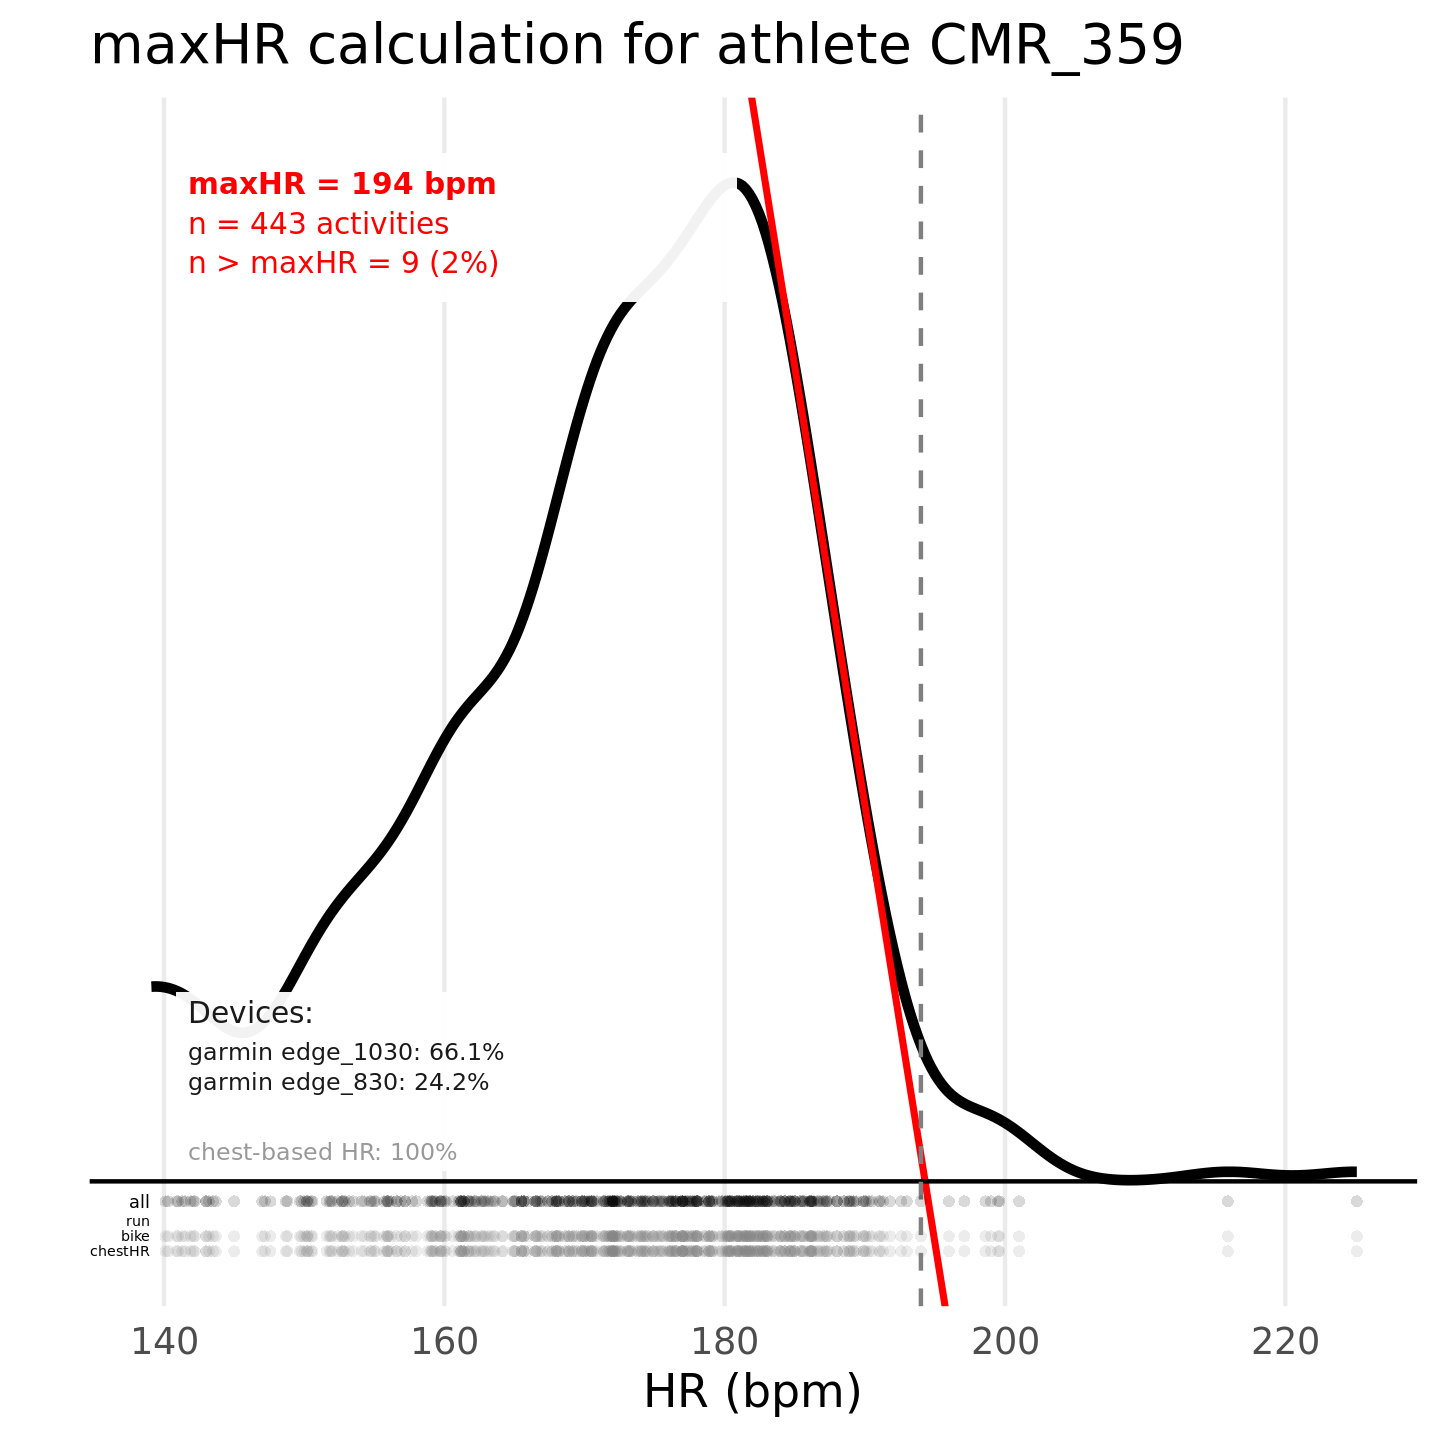 maxHR calculation for athlete CMR_359
maxHR = 194 bpm
n = 443 activities
n > maxHR = 9 (2%)
Devices:
garmin edge_1030: 66.1%
garmin edge_830: 24.2%
chest-based HR: 100%
all
run
bike
chestHR
140 160 180 200 220
HR (bpm)